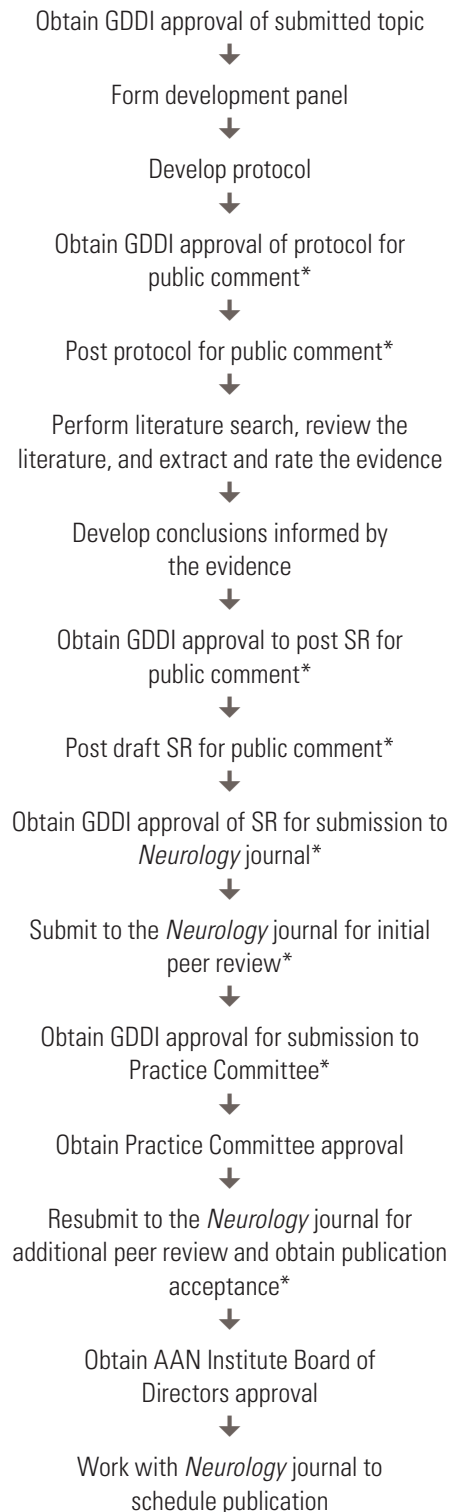 Obtain GDDI approval of submitted topic
Form development panel
Develop protocol
Obtain GDDI approval of protocol for
public comment*
Post protocol for public comment*
Perform literature search, review the
literature, and extract and rate the evidence
Develop conclusions informed by
the evidence
Obtain GDDI approval to post SR for
public comment*
Post draft SR for public comment*
Obtain GDDI approval of SR for submission to
Neurology journal*
Submit to the Neurology journal for initial
peer review*
Obtain GDDI approval for submission to
Practice Committee*
Obtain Practice Committee approval
Resubmit to the Neurology journal for
additional peer review and obtain publication
acceptance*
Obtain AAN Institute Board of
Directors approval
Work with Neurology journal to
schedule publication